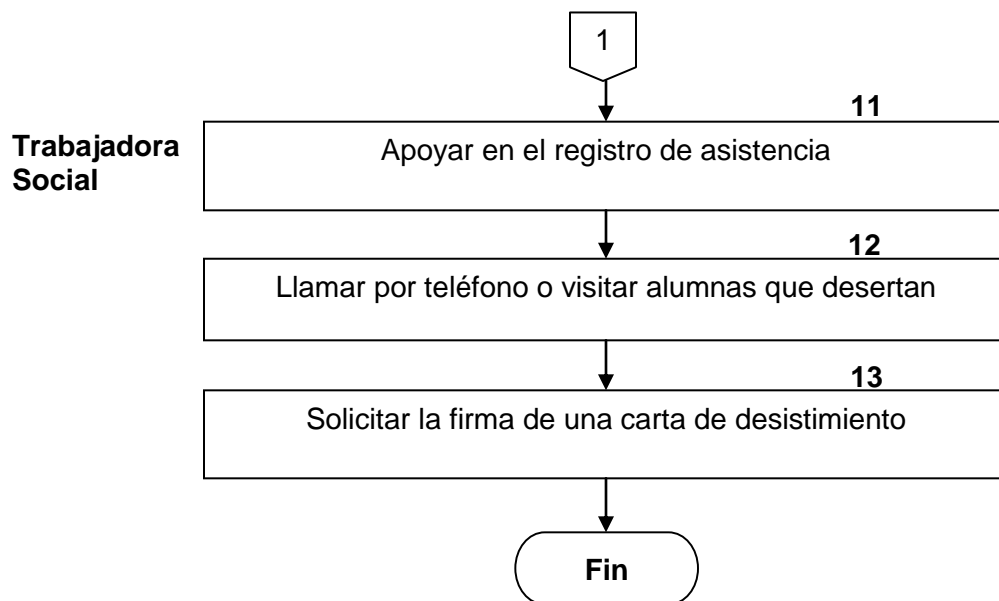 1
11
Trabajadora
Social
Apoyar en el registro de asistencia
12
Llamar por teléfono o visitar alumnas que desertan
13
Solicitar la firma de una carta de desistimiento
Fin